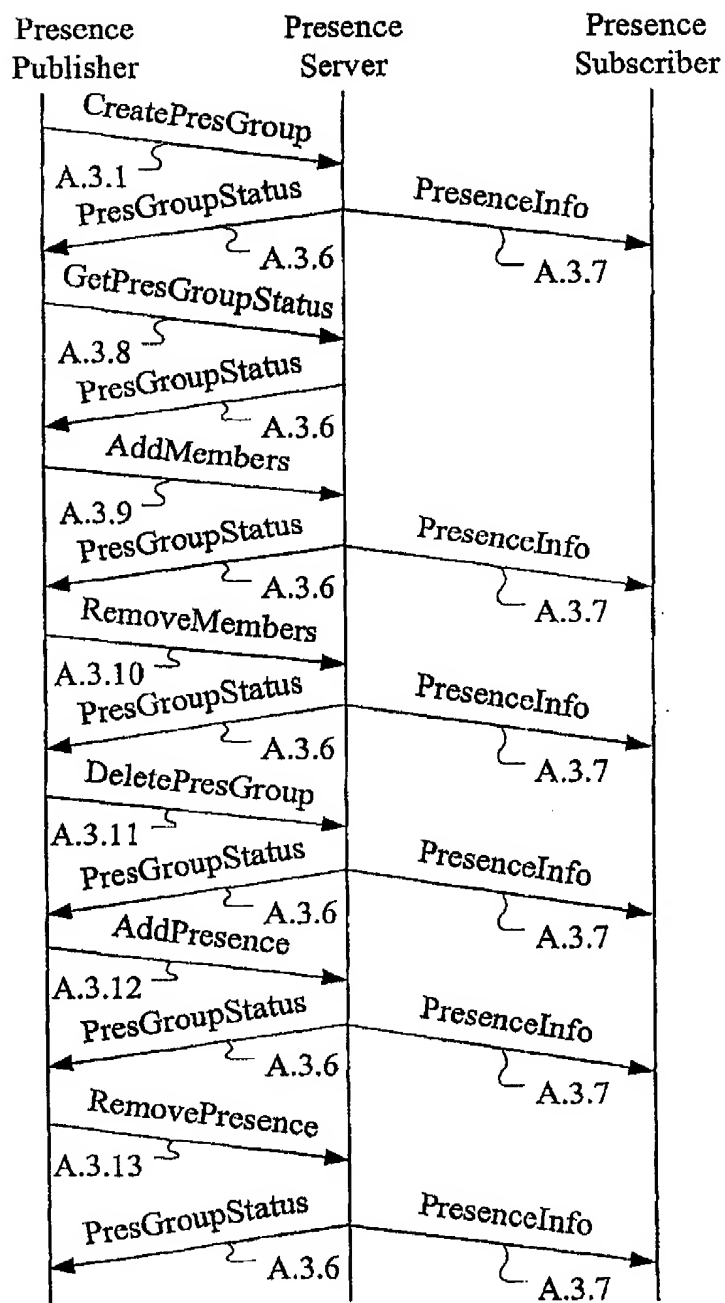 Presence Publisher
Presence Server
Presence Subscriber
CreatePresGroup
A.3.1
PresGroupStatus
PresenceInfo
A.3.6
A.3.7
GetPresGroupStatus
A.3.8
PresGroupStatus
A.3.6
AddMembers
A.3.9
PresGroupStatus
PresenceInfo
A.3.6
A.3.7
RemoveMembers
A.3.10
PresGroupStatus
PresenceInfo
A.3.6
A.3.7
DeletePresGroup
A.3.11
PresGroupStatus
PresenceInfo
A.3.6
A.3.7
AddPresence
A.3.12
PresGroupStatus
PresenceInfo
A.3.6
A.3.7
RemovePresence
A.3.13
PresGroupStatus
PresenceInfo
A.3.6
A.3.7